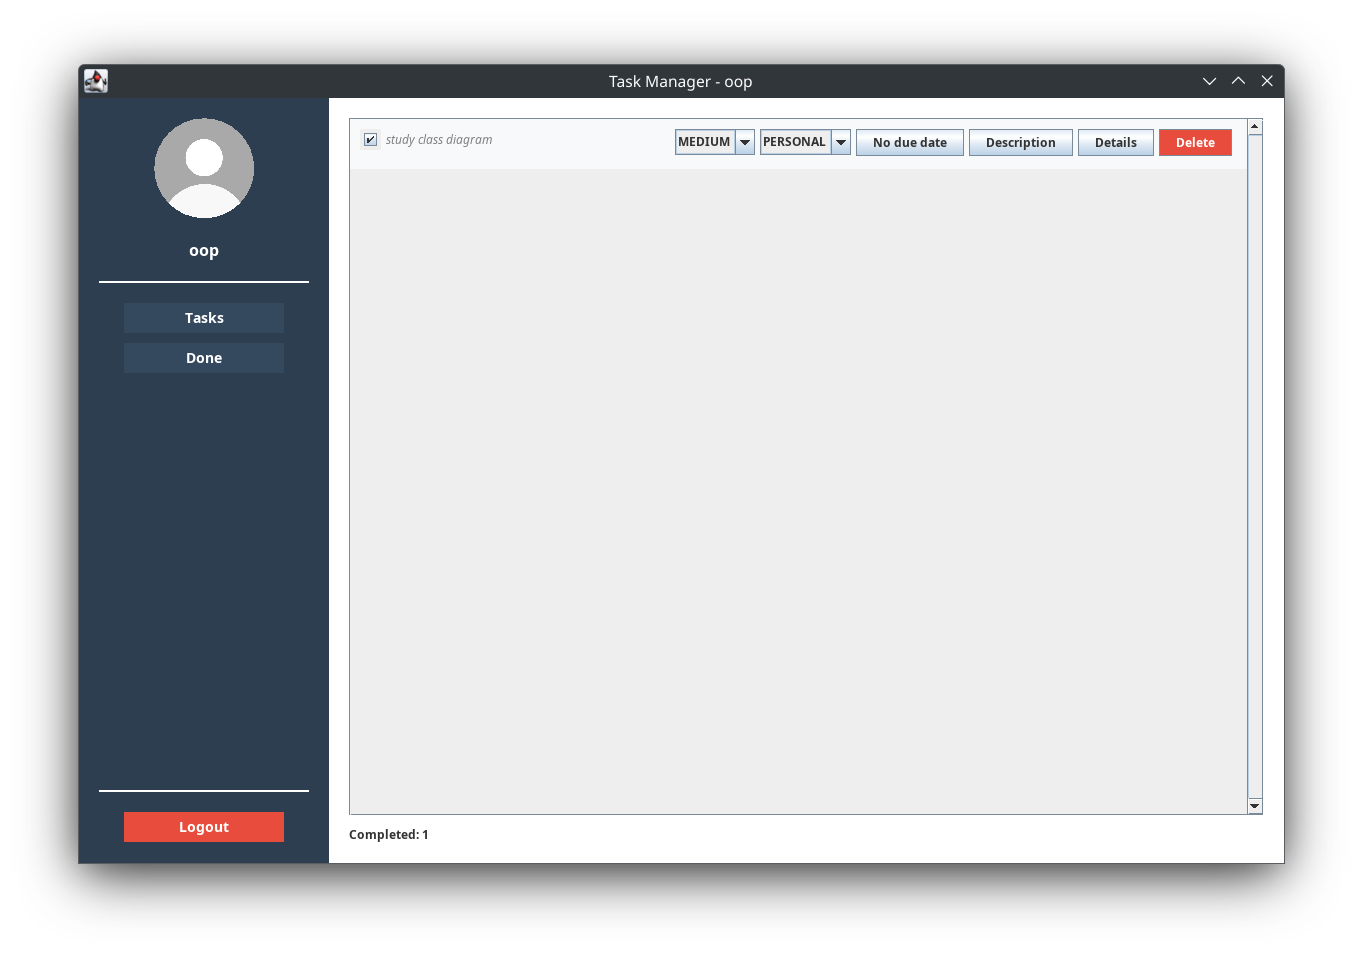 Task Manager - oop
oop
Tasks
Done
Logout
study class diagram MEDIUM PERSONAL No due date Description Details Delete
Completed: 1